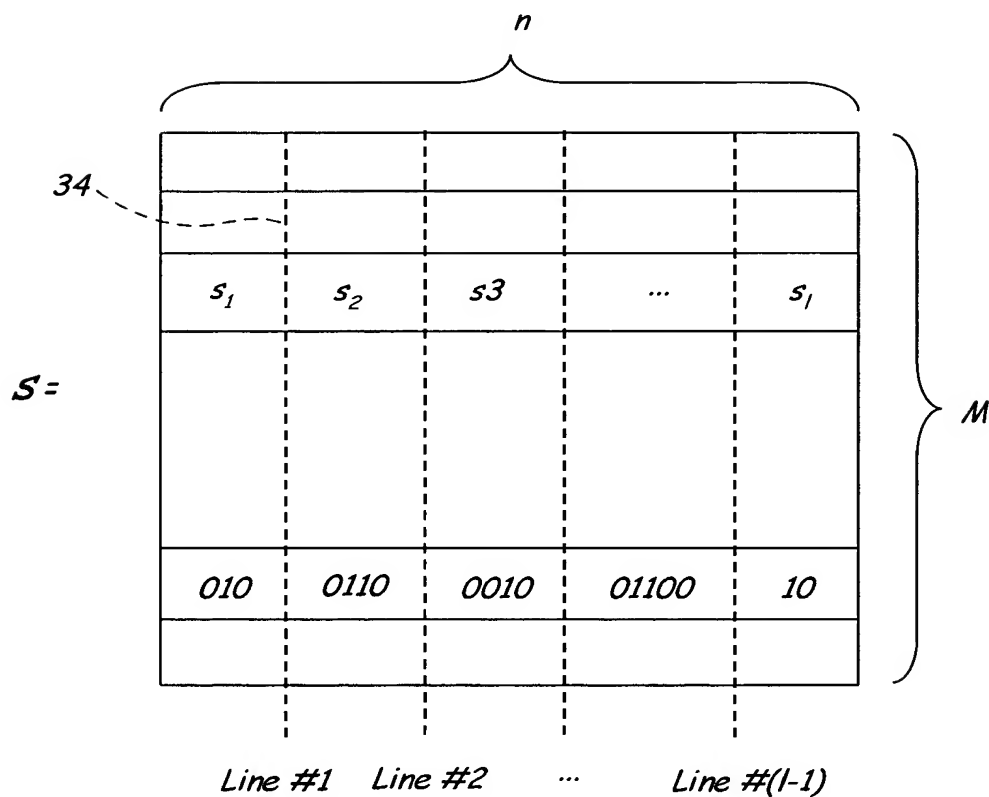 n
34
s₁ s₂ s3 ... sₗ
S =
M
010 0110 0010 01100 10
Line #1 Line #2 ... Line #(l-1)